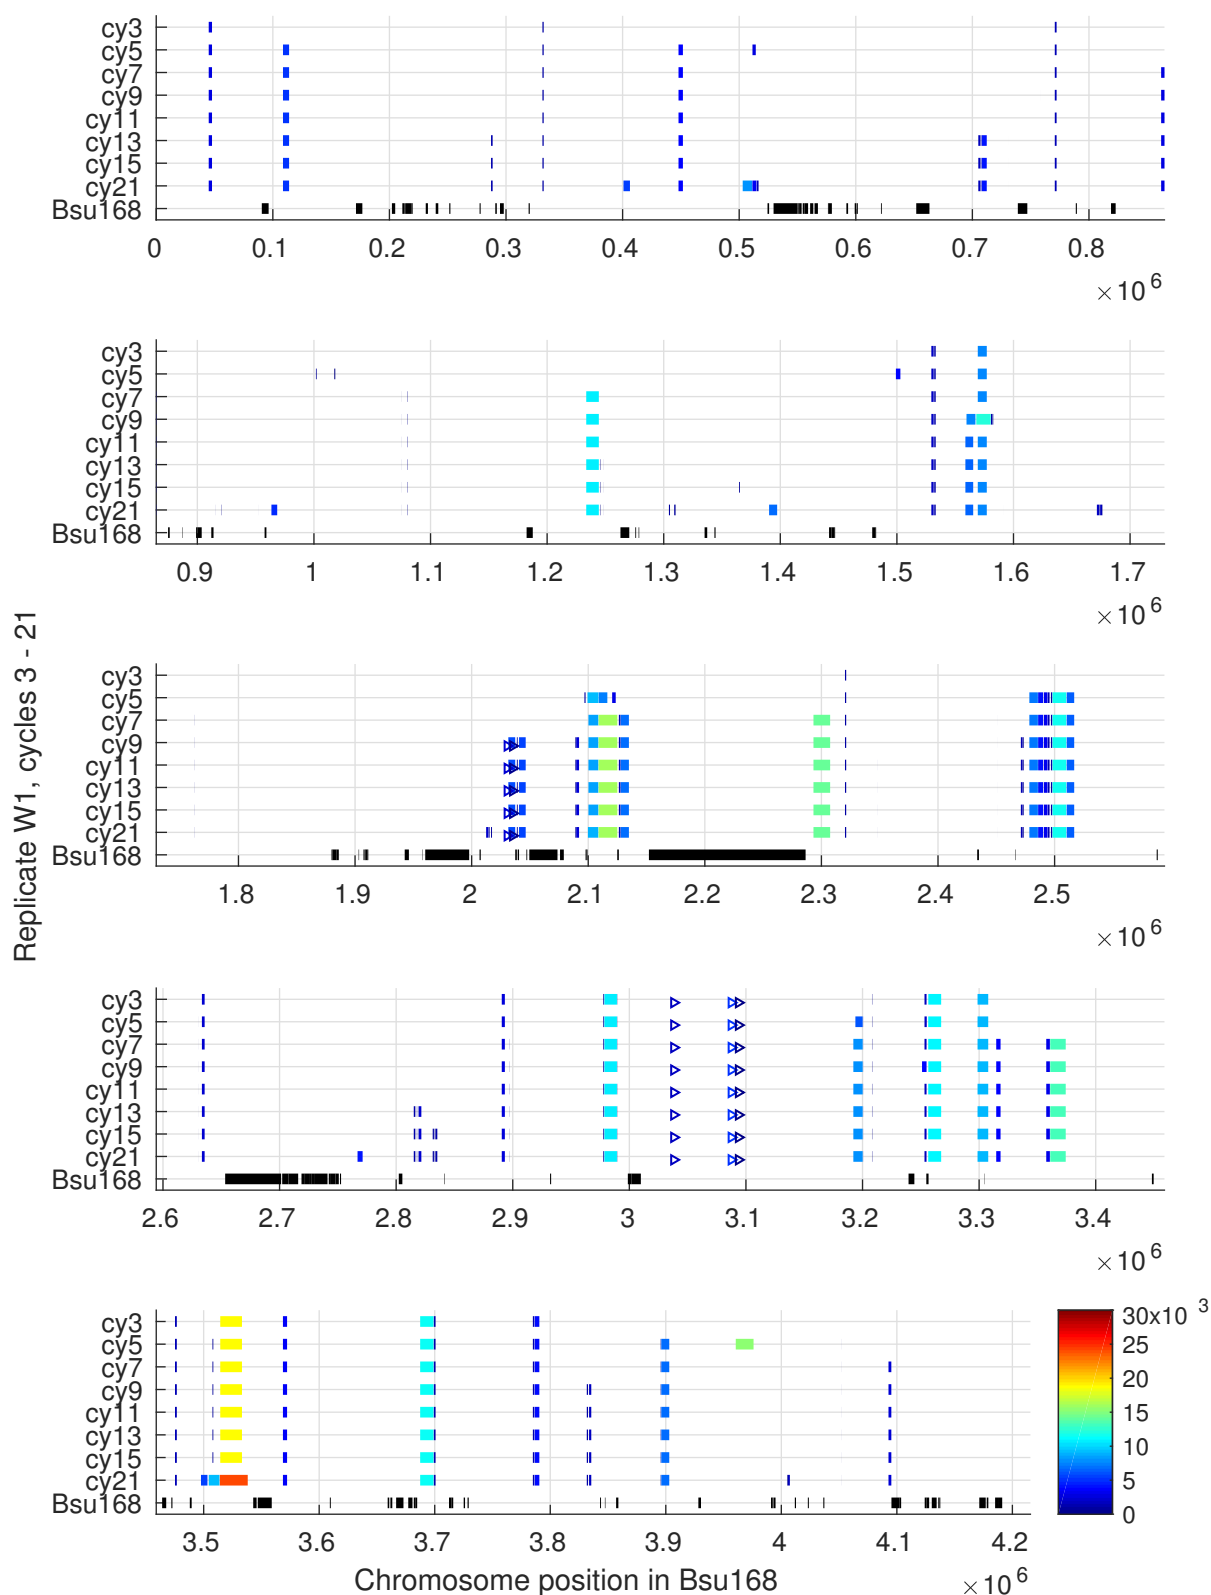 cy3
cy5
cy7
cy9
cy11
cy13
cy15
cy21
Bsu168
0 0.1 0.2 0.3 0.4 0.5 0.6 0.7 0.8
×10 6
cy3
cy5
cy7
cy9
cy11
cy13
cy15
cy21
Bsu168
0.9 1 1.1 1.2 1.3 1.4 1.5 1.6 1.7
×10 6
Replicate W1, cycles 3 - 21
cy3
cy5
cy7
cy9
cy11
cy13
cy15
cy21
Bsu168
1.8 1.9 2 2.1 2.2 2.3 2.4 2.5
×10 6
cy3
cy5
cy7
cy9
cy11
cy13
cy15
cy21
Bsu168
2.6 2.7 2.8 2.9 3 3.1 3.2 3.3 3.4
×10 6
cy3
cy5
cy7
cy9
cy11
cy13
cy15
cy21
Bsu168
3.5 3.6 3.7 3.8 3.9 4 4.1 4.2
×10 6
Chromosome position in Bsu168
30x10 3
25
20
15
10
5
0